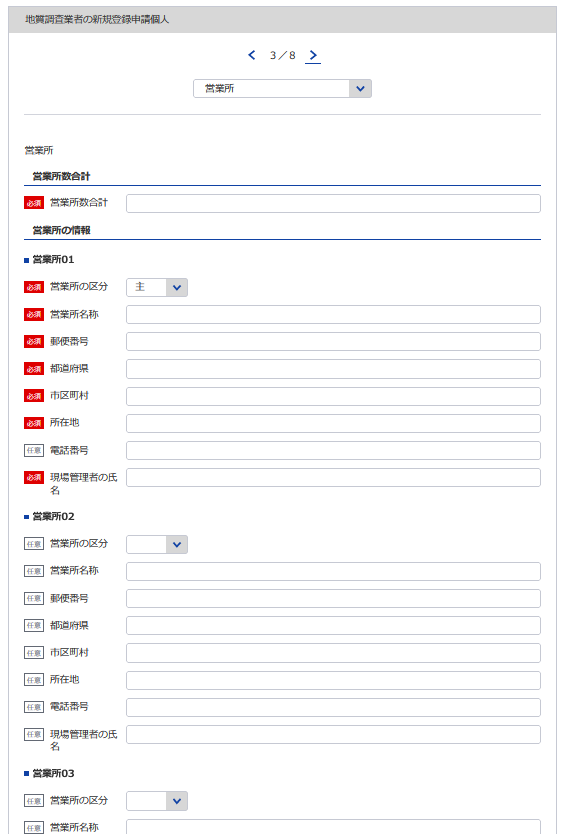 地質調査業者の新規登録申請個人
3／8
営業所
営業所
営業所数合計
必須 営業所数合計
営業所の情報
営業所01
必須 営業所の区分 主
必須 営業所名称
必須 郵便番号
必須 都道府県
必須 市区町村
必須 所在地
任意 電話番号
必須 現場管理者の氏
名
営業所02
任意 営業所の区分
任意 営業所名称
任意 郵便番号
任意 都道府県
任意 市区町村
任意 所在地
任意 電話番号
任意 現場管理者の氏
名
営業所03
任意 営業所の区分
任意 営業所名称